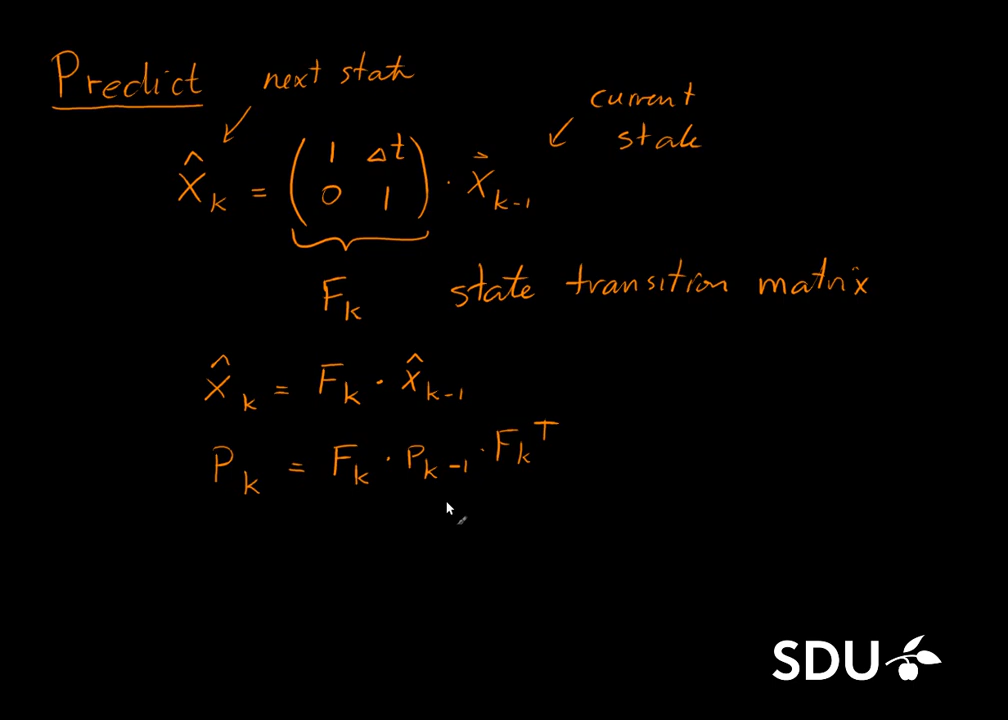 Predict
next state
current
state
x̂ₖ = (1 Δt
0 1) · x⃗ₖ₋₁
Fₖ state transition matrix
x̂ₖ = Fₖ · x̂ₖ₋₁
Pₖ = Fₖ · Pₖ₋₁ · Fₖᵀ
SDU